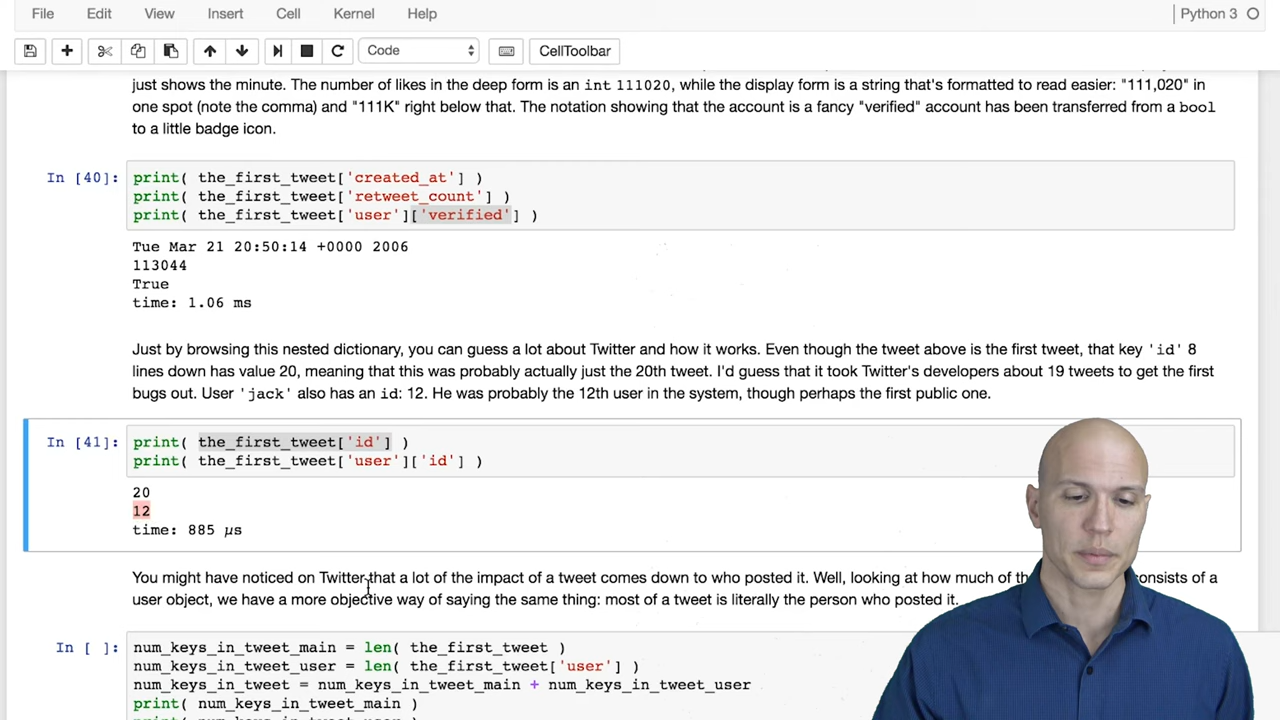 File Edit View Insert Cell Kernel Help Python 3
Code CellToolbar
just shows the minute. The number of likes in the deep form is an int 111020, while the display form is a string that's formatted to read easier: "111,020" in
one spot (note the comma) and "111K" right below that. The notation showing that the account is a fancy "verified" account has been transferred from a bool
to a little badge icon.
In [40]: print( the_first_tweet['created_at'] )
print( the_first_tweet['retweet_count'] )
print( the_first_tweet['user']['verified'] )
Tue Mar 21 20:50:14 +0000 2006
113044
True
time: 1.06 ms
Just by browsing this nested dictionary, you can guess a lot about Twitter and how it works. Even though the tweet above is the first tweet, that key 'id' 8
lines down has value 20, meaning that this was probably actually just the 20th tweet. I'd guess that it took Twitter's developers about 19 tweets to get the first
bugs out. User 'jack' also has an id: 12. He was probably the 12th user in the system, though perhaps the first public one.
In [41]: print( the_first_tweet['id'] )
print( the_first_tweet['user']['id'] )
20
12
time: 885 µs
You might have noticed on Twitter that a lot of the impact of a tweet comes down to who posted it. Well, looking at how much of consists of a
user object, we have a more objective way of saying the same thing: most of a tweet is literally the person who posted it.
In [ ]: num_keys_in_tweet_main = len( the_first_tweet )
num_keys_in_tweet_user = len( the_first_tweet['user'] )
num_keys_in_tweet = num_keys_in_tweet_main + num_keys_in_tweet_user
print( num_keys_in_tweet_main )